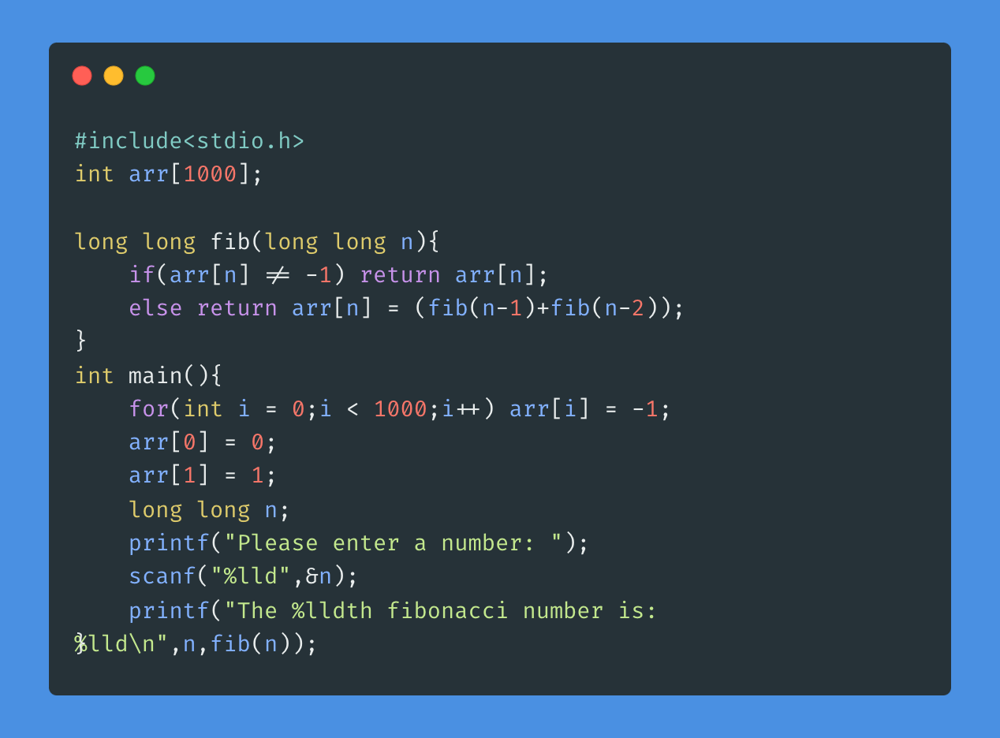 #include<stdio.h>
int arr[1000];

long long fib(long long n){
    if(arr[n] != -1) return arr[n];
    else return arr[n] = (fib(n-1)+fib(n-2));
}
int main(){
    for(int i = 0;i < 1000;i++) arr[i] = -1;
    arr[0] = 0;
    arr[1] = 1;
    long long n;
    printf("Please enter a number: ");
    scanf("%lld",&n);
    printf("The %lldth fibonacci number is:
%lld\n",n,fib(n));
}